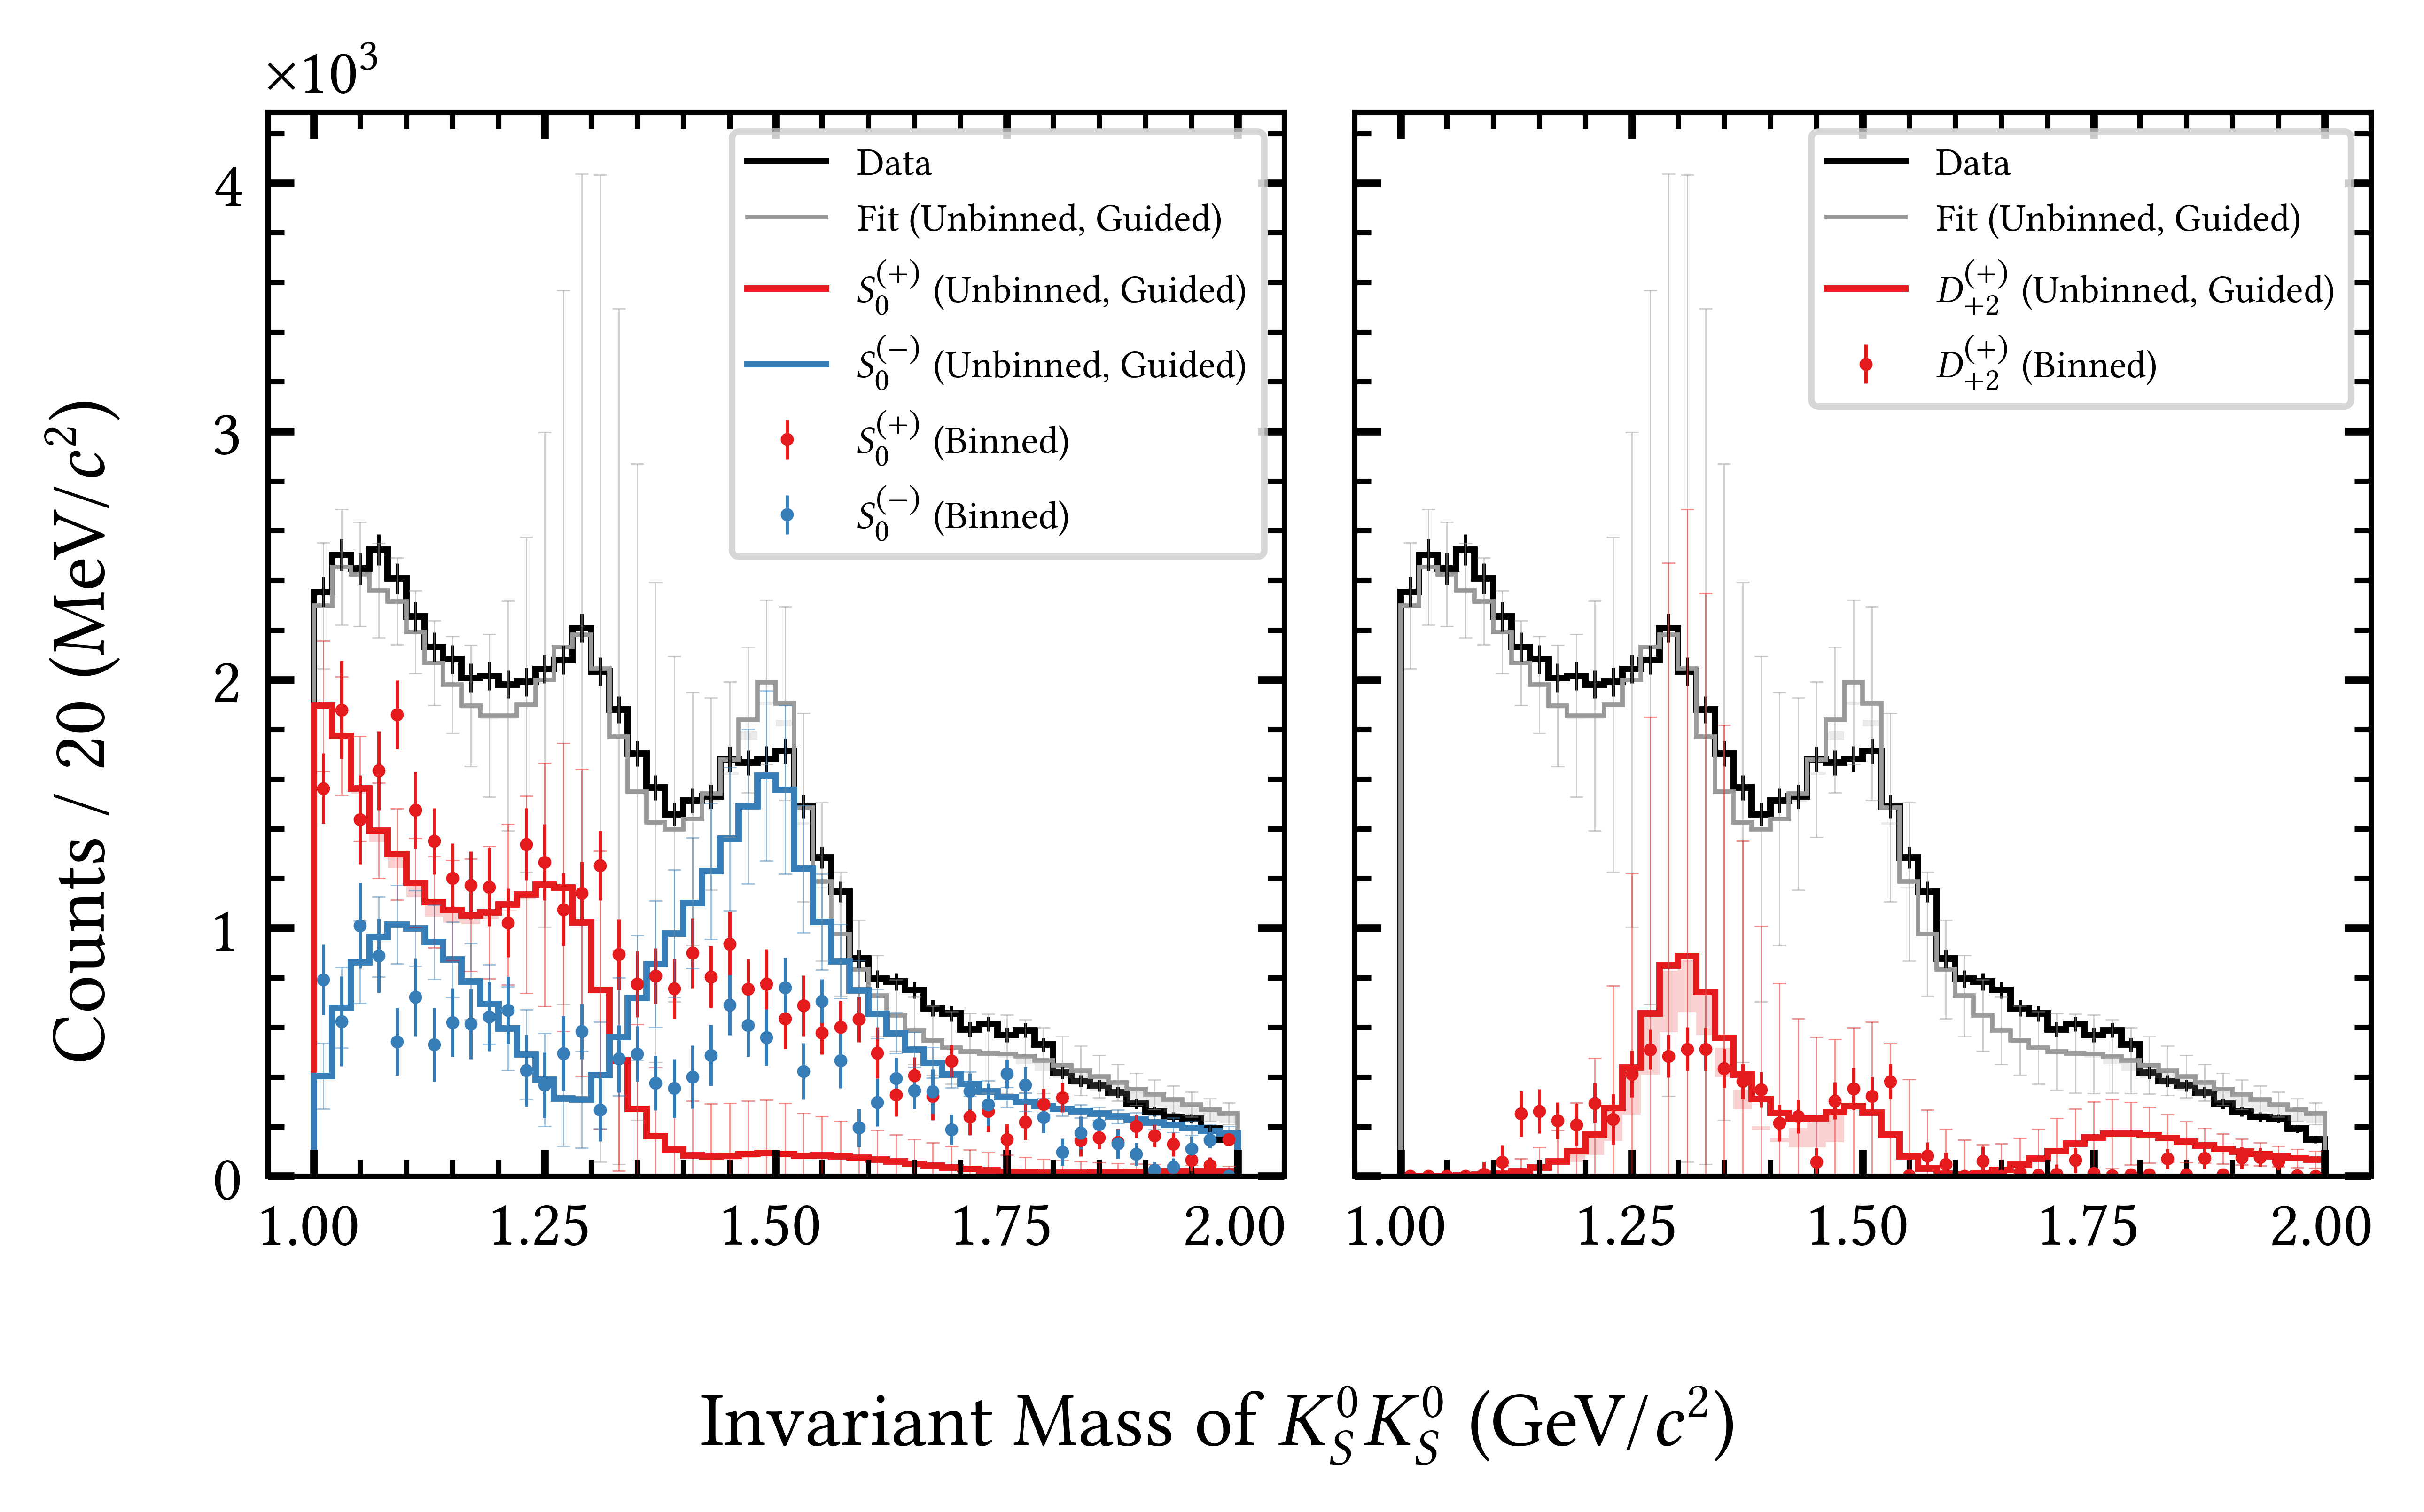 ×10³
Counts / 20 (MeV/c²)
4
3
2
1
0
Data
Fit (Unbinned, Guided)
S₀⁽⁺⁾ (Unbinned, Guided)
S₀⁽⁻⁾ (Unbinned, Guided)
S₀⁽⁺⁾ (Binned)
S₀⁽⁻⁾ (Binned)
1.00 1.25 1.50 1.75 2.00
Data
Fit (Unbinned, Guided)
D₊₂⁽⁺⁾ (Unbinned, Guided)
D₊₂⁽⁺⁾ (Binned)
1.00 1.25 1.50 1.75 2.00
Invariant Mass of K⁰_S K⁰_S (GeV/c²)